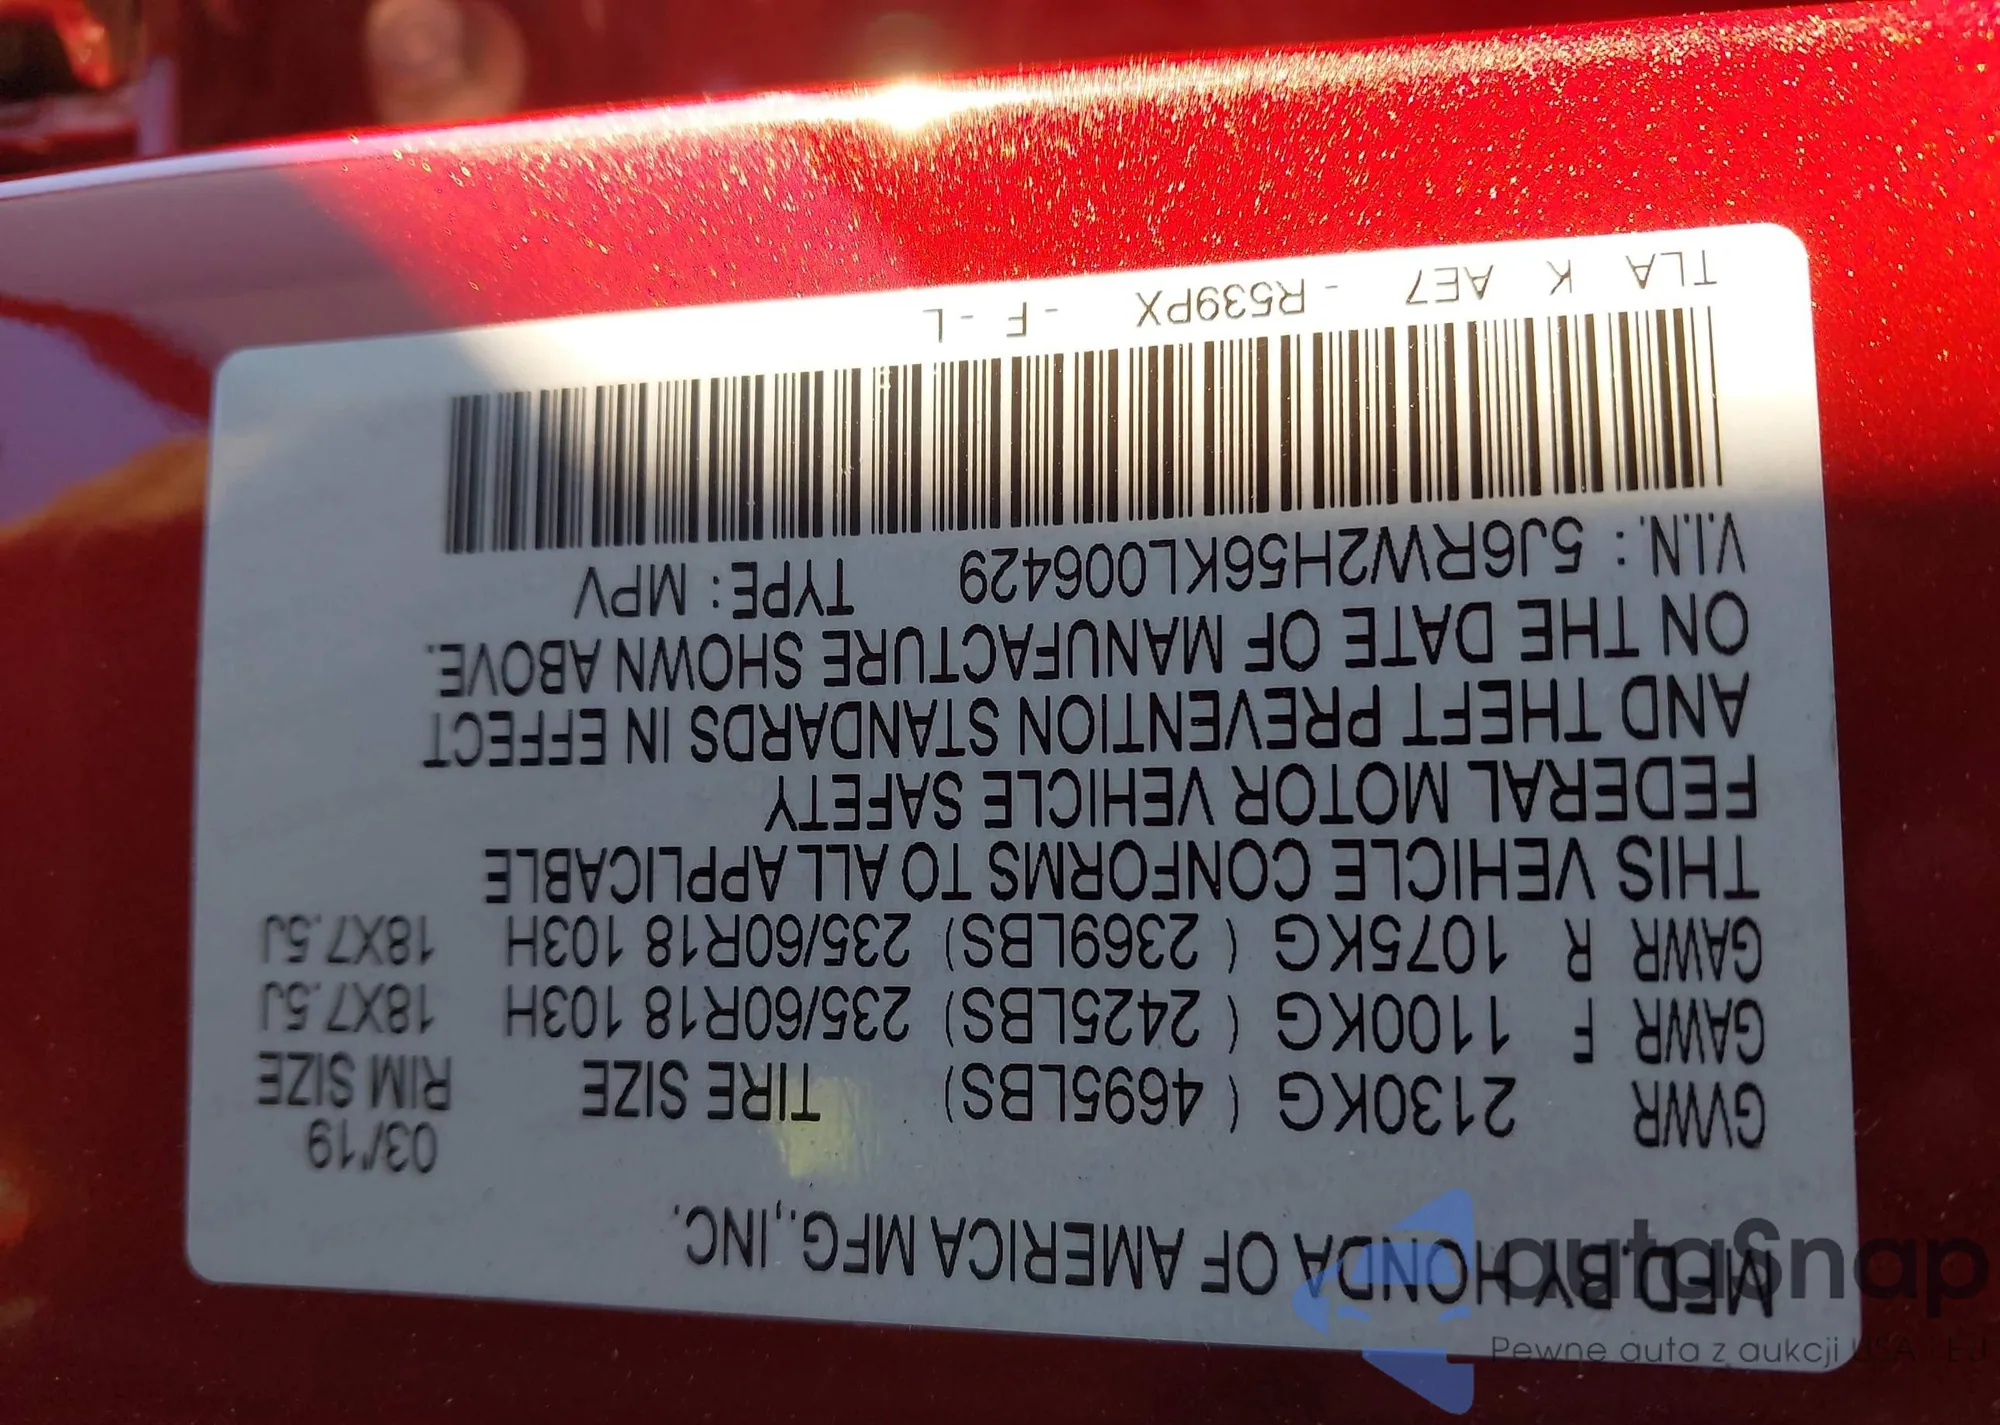 MFD.BY HONDA OF AMERICA MFG.,INC.
03/'19
GVWR 2130KG ( 4695LBS) TIRE SIZE RIM SIZE
GAWR F 1100KG ( 2425LBS) 235/60R18 103H 18X7.5J
GAWR R 1075KG ( 2369LBS) 235/60R18 103H 18X7.5J
THIS VEHICLE CONFORMS TO ALL APPLICABLE
FEDERAL MOTOR VEHICLE SAFETY
AND THEFT PREVENTION STANDARDS IN EFFECT
ON THE DATE OF MANUFACTURE SHOWN ABOVE.
V.I.N. : 5J6RW2H56KL006429 TYPE : MPV
TLA K AE7 - R539PX - F - L
autaSnap
Pewne auta z aukcji USA